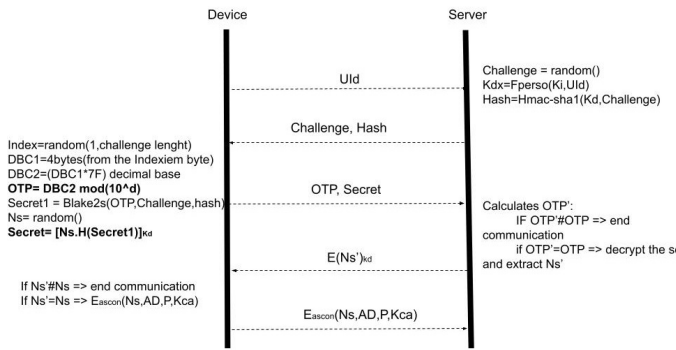 Device
Server
UId
Challenge = random()
Kdx=Fperso(Ki,UId)
Hash=Hmac-sha1(Kd,Challenge)
Challenge, Hash
Index=random(1,challenge lenght)
DBC1=4bytes(from the Indexiem byte)
DBC2=(DBC1*7F) decimal base
OTP= DBC2 mod(10^d)
Secret1 = Blake2s(OTP,Challenge,hash)
Ns= random()
Secret= [Ns.H(Secret1)]Kd
OTP, Secret
Calculates OTP':
IF OTP'#OTP => end
communication
if OTP'=OTP => decrypt the
and extract Ns'
E(Ns')kd
If Ns'#Ns => end communication
If Ns'=Ns => Eascon(Ns,AD,P,Kca)
Eascon(Ns,AD,P,Kca)